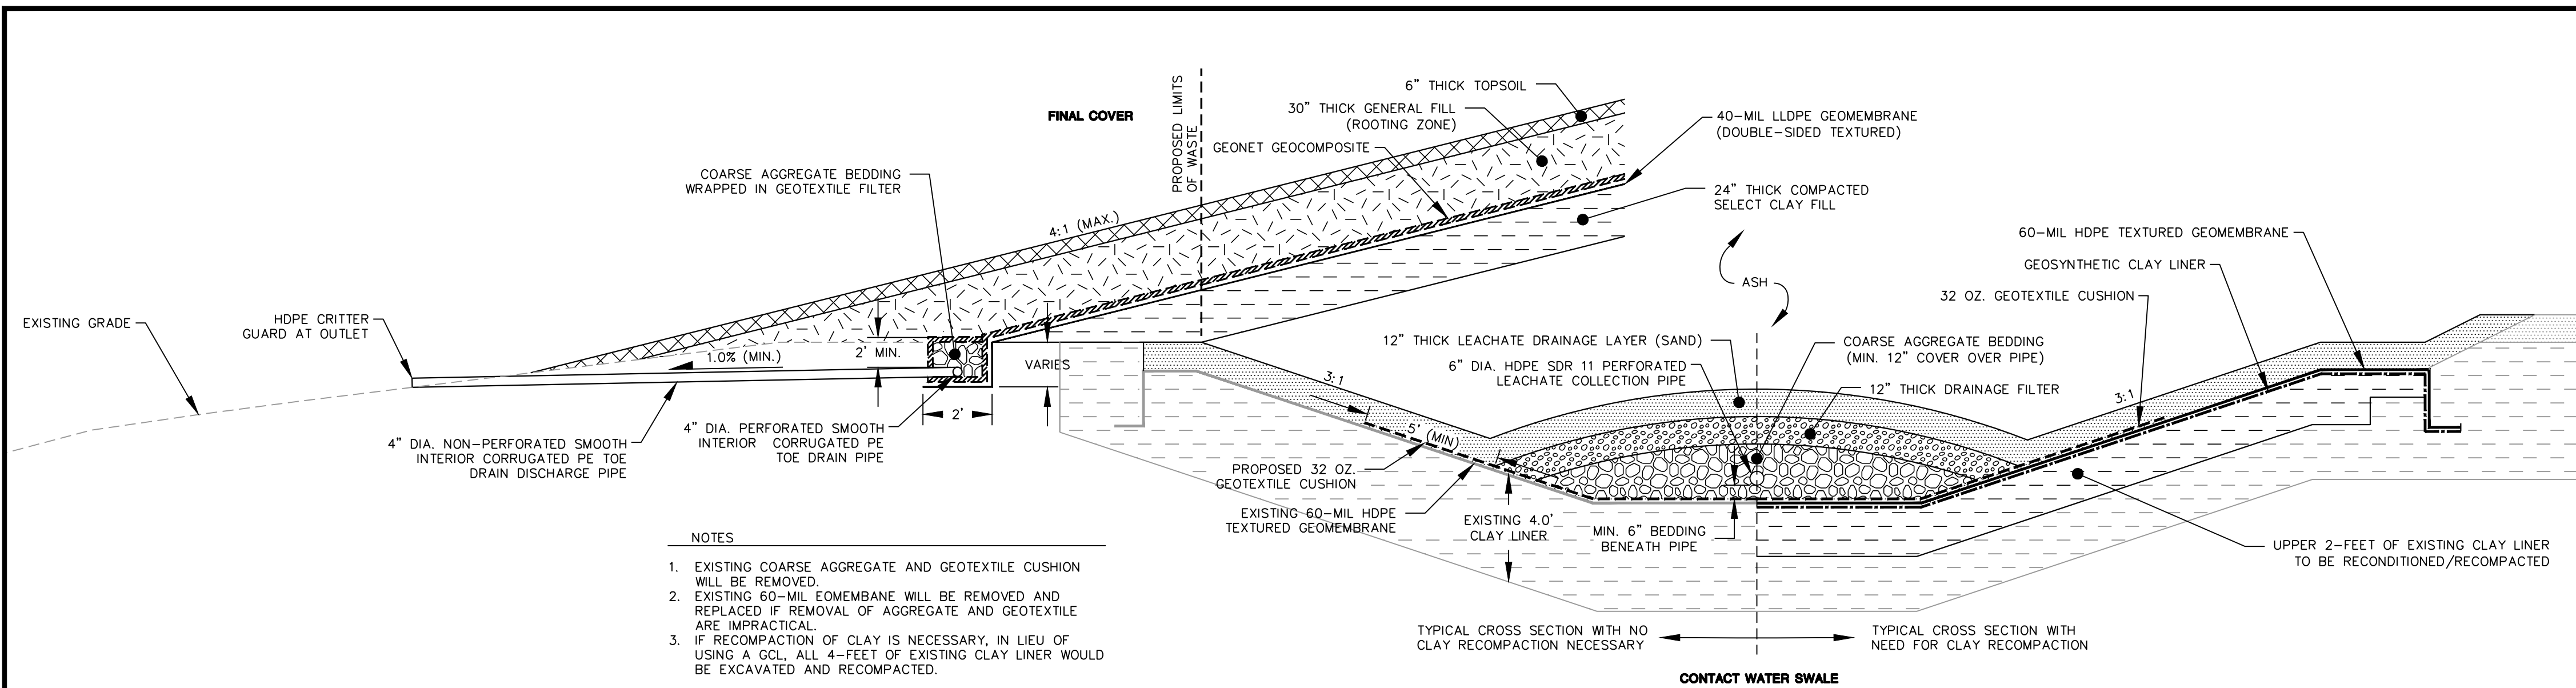 FINAL COVER
PROPOSED LIMITS
OF WASTE
6" THICK TOPSOIL
30" THICK GENERAL FILL
(ROOTING ZONE)
GEONET GEOCOMPOSITE
40-MIL LLDPE GEOMEMBRANE
(DOUBLE-SIDED TEXTURED)
24" THICK COMPACTED
SELECT CLAY FILL
COARSE AGGREGATE BEDDING
WRAPPED IN GEOTEXTILE FILTER
4:1 (MAX.)
EXISTING GRADE
HDPE CRITTER
GUARD AT OUTLET
1.0% (MIN.)
2' MIN.
VARIES
2'
4" DIA. NON-PERFORATED SMOOTH
INTERIOR CORRUGATED PE TOE
DRAIN DISCHARGE PIPE
4" DIA. PERFORATED SMOOTH
INTERIOR CORRUGATED PE
TOE DRAIN PIPE
ASH
60-MIL HDPE TEXTURED GEOMEMBRANE
GEOSYNTHETIC CLAY LINER
32 OZ. GEOTEXTILE CUSHION
12" THICK LEACHATE DRAINAGE LAYER (SAND)
6" DIA. HDPE SDR 11 PERFORATED
LEACHATE COLLECTION PIPE
COARSE AGGREGATE BEDDING
(MIN. 12" COVER OVER PIPE)
12" THICK DRAINAGE FILTER
3:1
3:1
5' (MIN)
PROPOSED 32 OZ.
GEOTEXTILE CUSHION
EXISTING 60-MIL HDPE
TEXTURED GEOMEMBRANE
EXISTING 4.0'
CLAY LINER
MIN. 6" BEDDING
BENEATH PIPE
UPPER 2-FEET OF EXISTING CLAY LINER
TO BE RECONDITIONED/RECOMPACTED
TYPICAL CROSS SECTION WITH NO
CLAY RECOMPACTION NECESSARY
TYPICAL CROSS SECTION WITH
NEED FOR CLAY RECOMPACTION
CONTACT WATER SWALE
NOTES
1. EXISTING COARSE AGGREGATE AND GEOTEXTILE CUSHION
WILL BE REMOVED.
2. EXISTING 60-MIL EOMEMBANE WILL BE REMOVED AND
REPLACED IF REMOVAL OF AGGREGATE AND GEOTEXTILE
ARE IMPRACTICAL.
3. IF RECOMPACTION OF CLAY IS NECESSARY, IN LIEU OF
USING A GCL, ALL 4-FEET OF EXISTING CLAY LINER WOULD
BE EXCAVATED AND RECOMPACTED.